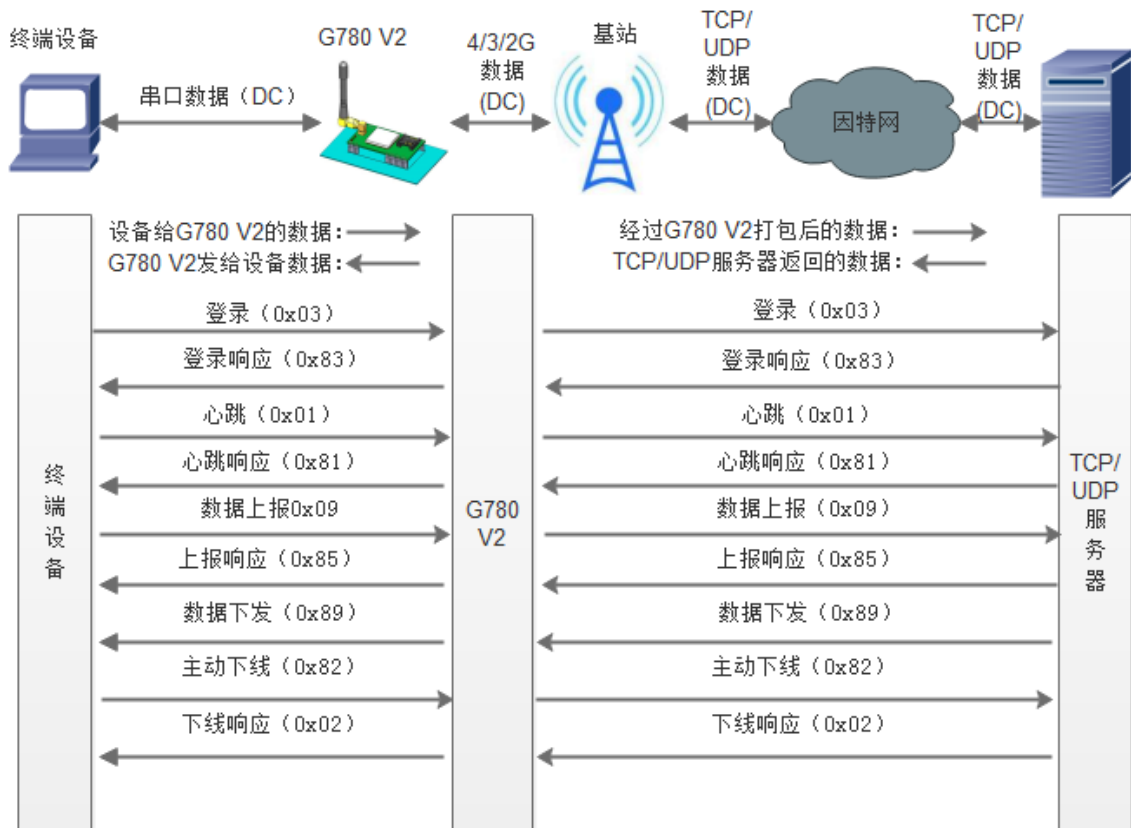 终端设备
G780 V2
4/3/2G
数据
(DC)
基站
TCP/
UDP
数据
(DC)
TCP/
UDP
数据
(DC)
串口数据（DC）
因特网
设备给G780 V2的数据：
G780 V2发给设备数据：
经过G780 V2打包后的数据：
TCP/UDP服务器返回的数据：
登录（0x03）
登录（0x03）
登录响应（0x83）
登录响应（0x83）
心跳（0x01）
心跳（0x01）
心跳响应（0x81）
心跳响应（0x81）
数据上报0x09
数据上报（0x09）
上报响应（0x85）
上报响应（0x85）
数据下发（0x89）
数据下发（0x89）
主动下线（0x82）
主动下线（0x82）
下线响应（0x02）
下线响应（0x02）
终
端
设
备
G780
V2
TCP/
UDP
服
务
器